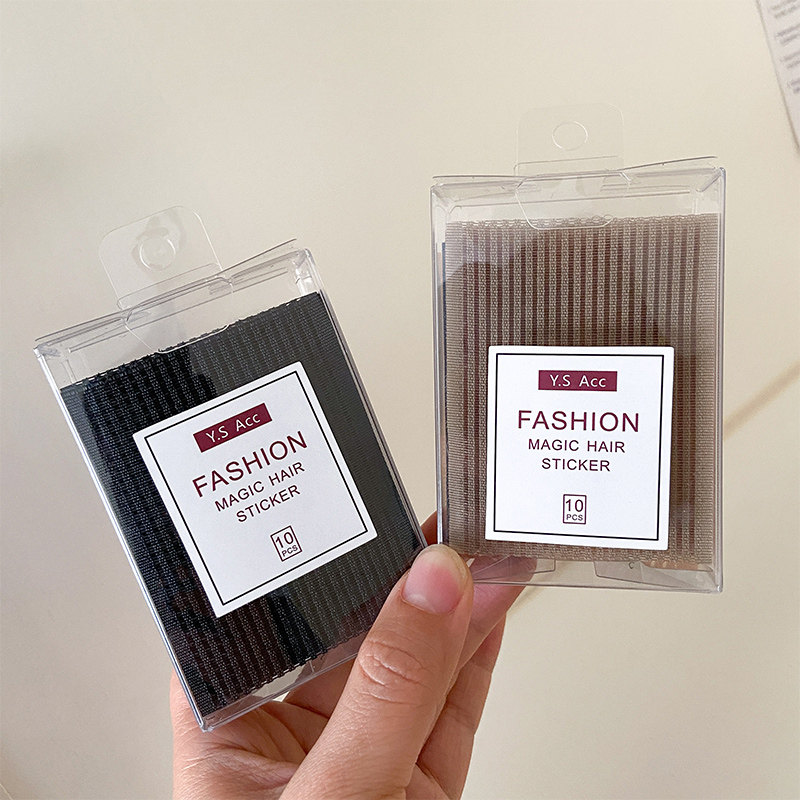 Y.S Acc
FASHION
MAGIC HAIR
STICKER
10
PCS
Y.S Acc
FASHION
MAGIC HAIR
STICKER
10
PCS